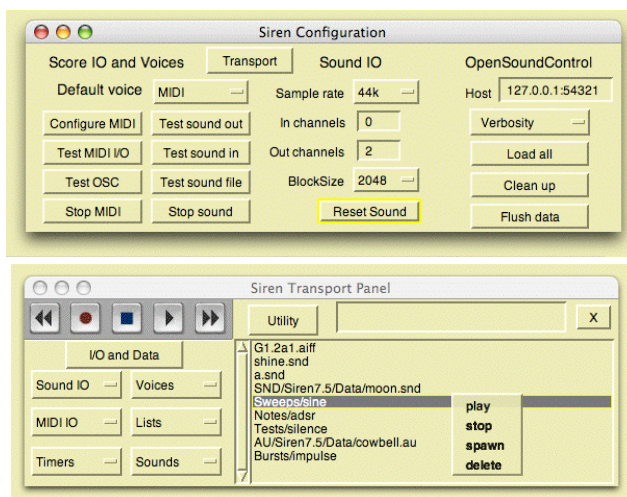 Siren Configuration
Score IO and Voices Transport Sound IO OpenSoundControl
Default voice MIDI Sample rate 44k Host 127.0.0.1:54321
Configure MIDI Test sound out In channels 0 Verbosity
Test MIDI I/O Test sound in Out channels 2 Load all
Test OSC Test sound file BlockSize 2048 Clean up
Stop MIDI Stop sound Reset Sound Flush data
Siren Transport Panel
Utility X
I/O and Data
Sound IO Voices
MIDI IO Lists
Timers Sounds
G1.2a1.aiff
shine.snd
a.snd
SND/Siren7.5/Data/moon.snd
Sweeps/sine
Notes/adsr
Tests/silence
AU/Siren7.5/Data/cowbell.au
Bursts/impulse
play
stop
spawn
delete